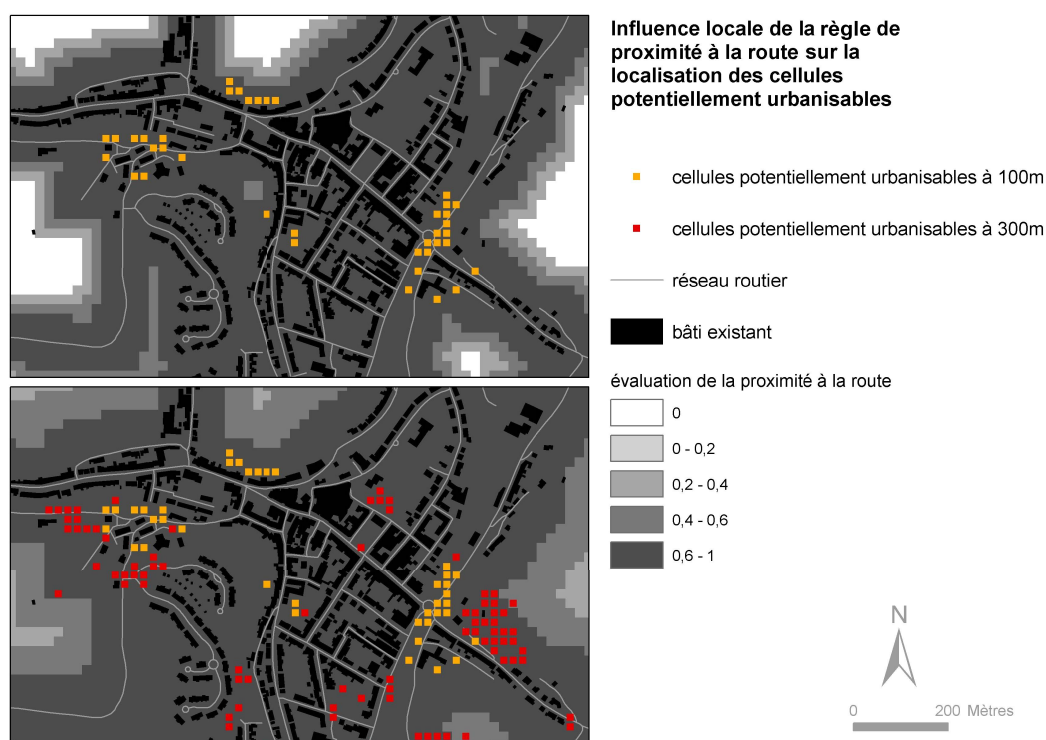 Influence locale de la règle de
proximité à la route sur la
localisation des cellules
potentiellement urbanisables
cellules potentiellement urbanisables à 100m
cellules potentiellement urbanisables à 300m
réseau routier
bâti existant
évaluation de la proximité à la route
0
0 - 0,2
0,2 - 0,4
0,4 - 0,6
0,6 - 1
N
0 200 Mètres